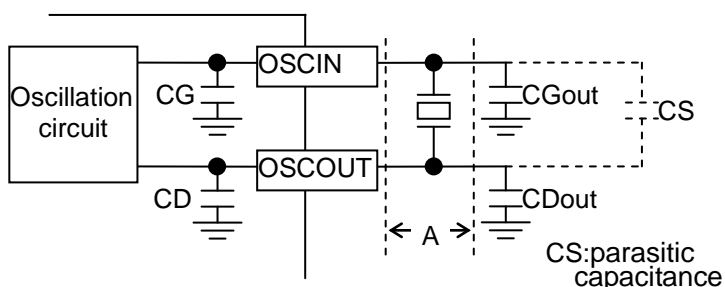 OSCIN
Oscillation
circuit
CG
CGout
CS
OSCOUT
CD
CDout
A
CS:parasitic
capacitance